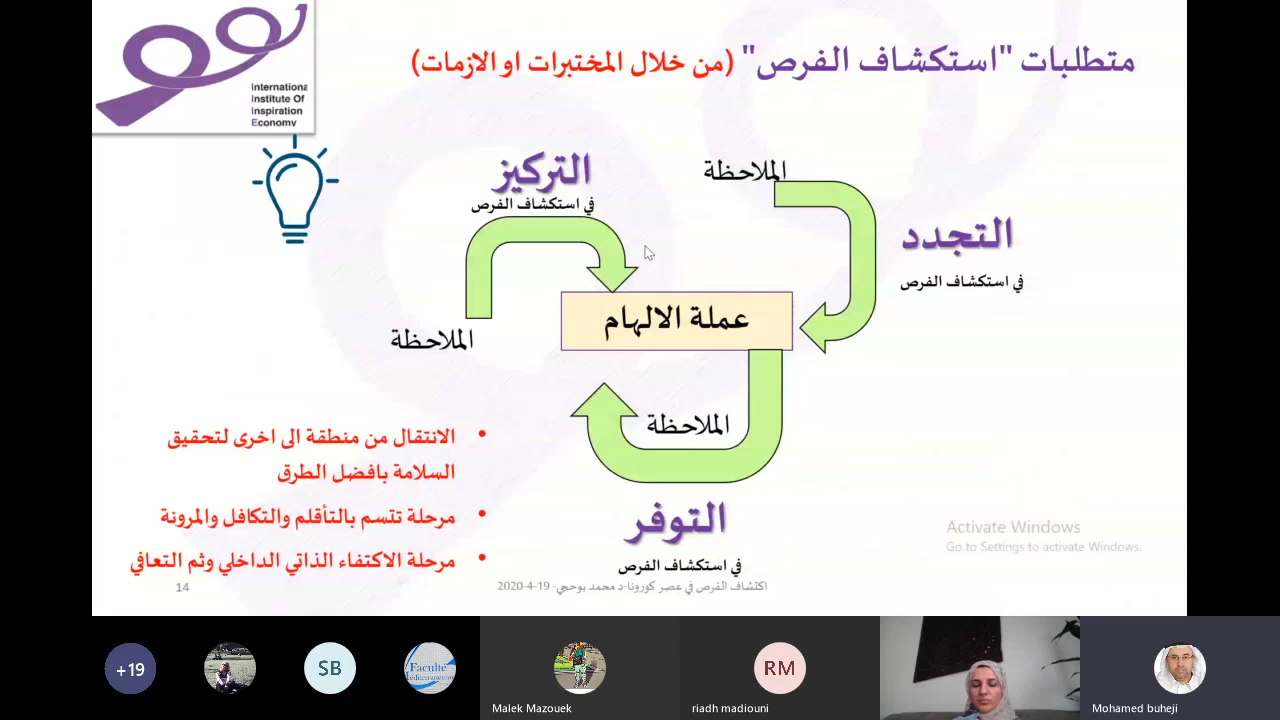 متطلبات "استكشاف الفرص" (من خلال المختبرات او الازمات)
International
Institute Of
Inspiration
Economy
الملاحظة
التجدد
في استكشاف الفرص
التركيز
في استكشاف الفرص
الملاحظة
عملة الالهام
الملاحظة
التوفر
في استكشاف الفرص
• الانتقال من منطقة الى اخرى لتحقيق
السلامة بافضل الطرق
• مرحلة تتسم بالتأقلم والتكافل والمرونة
• مرحلة الاكتفاء الذاتي الداخلي وثم التعافي
Activate Windows
Go to Settings to activate Windows.
اكتشاف الفرص في عصر كورونا-د محمد بوحجي- 19-4-2020
14
+19
SB
Faculté
Méditerranéenne
Malek Mazouek
RM
riadh madiouni
Mohamed buheji